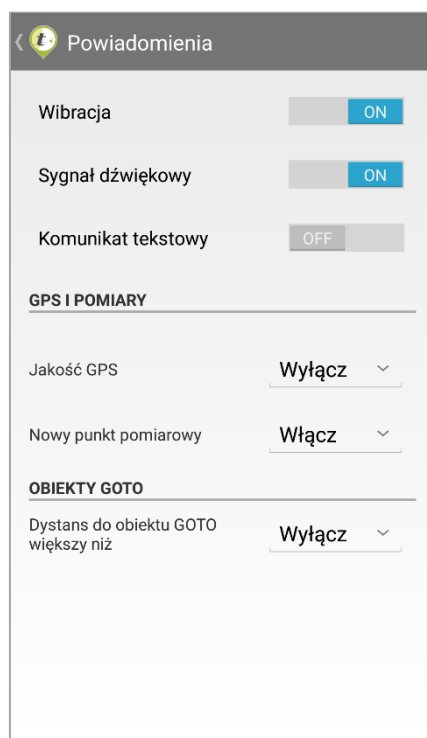 Powiadomienia
Wibracja ON
Sygnał dźwiękowy ON
Komunikat tekstowy OFF
GPS I POMIARY
Jakość GPS Wyłącz
Nowy punkt pomiarowy Włącz
OBIEKTY GOTO
Dystans do obiektu GOTO
większy niż Wyłącz